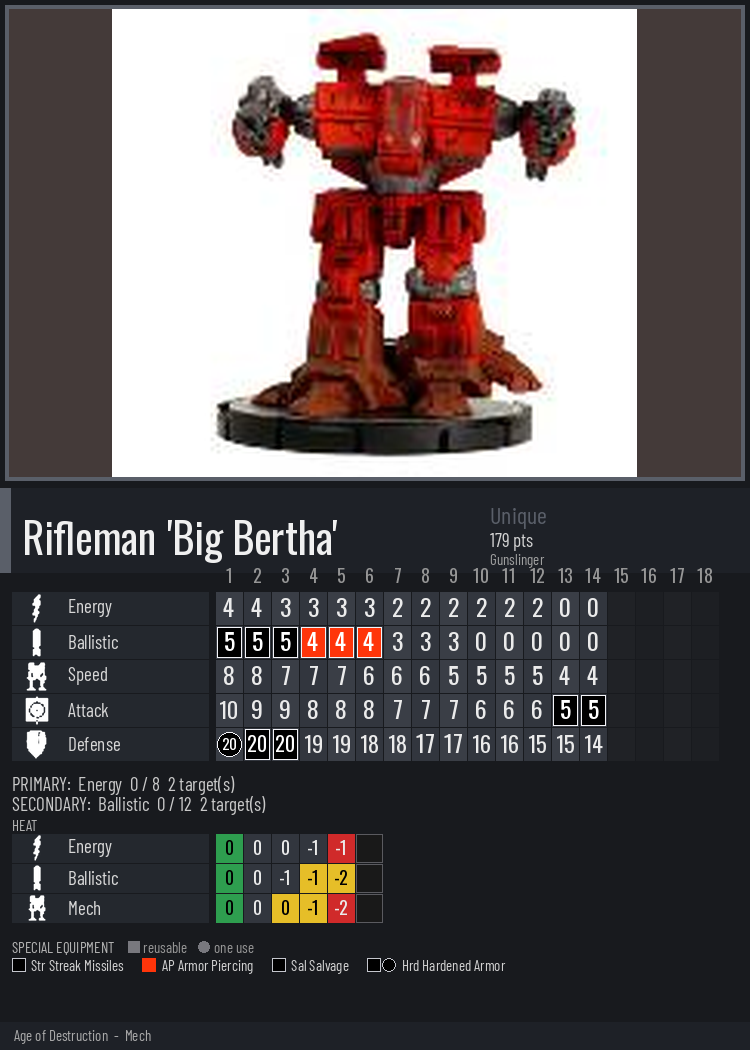 Rifleman 'Big Bertha'
Unique
179 pts
Gunslinger
1 2 3 4 5 6 7 8 9 10 11 12 13 14 15 16 17 18
Energy 4 4 3 3 3 3 2 2 2 2 2 2 0 0
Ballistic 5 5 5 4 4 4 3 3 3 0 0 0 0 0
Speed 8 8 7 7 7 6 6 6 5 5 5 5 4 4
Attack 10 9 9 8 8 8 7 7 7 6 6 6 5 5
Defense 20 20 20 19 19 18 18 17 17 16 16 15 15 14
PRIMARY: Energy 0 / 8 2 target(s)
SECONDARY: Ballistic 0 / 12 2 target(s)
HEAT
Energy 0 0 0 -1 -1
Ballistic 0 0 -1 -1 -2
Mech 0 0 0 -1 -2
SPECIAL EQUIPMENT reusable one use
Str Streak Missiles AP Armor Piercing Sal Salvage Hrd Hardened Armor
Age of Destruction - Mech